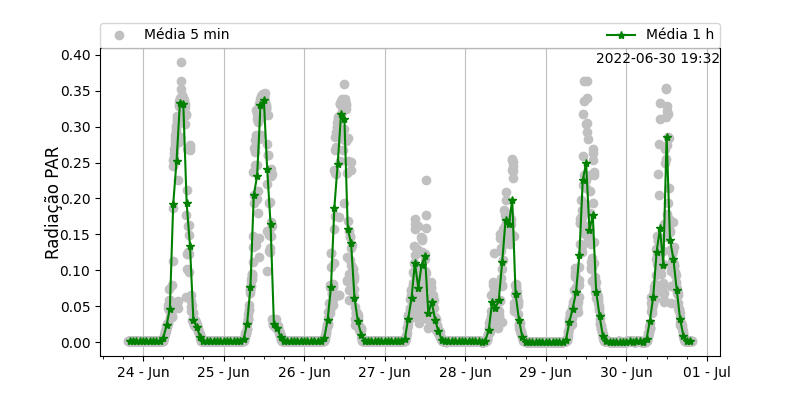 Média 5 min
Média 1 h
2022-06-30 19:32
Radiação PAR
0.40
0.35
0.30
0.25
0.20
0.15
0.10
0.05
0.00
24 - Jun
25 - Jun
26 - Jun
27 - Jun
28 - Jun
29 - Jun
30 - Jun
01 - Jul